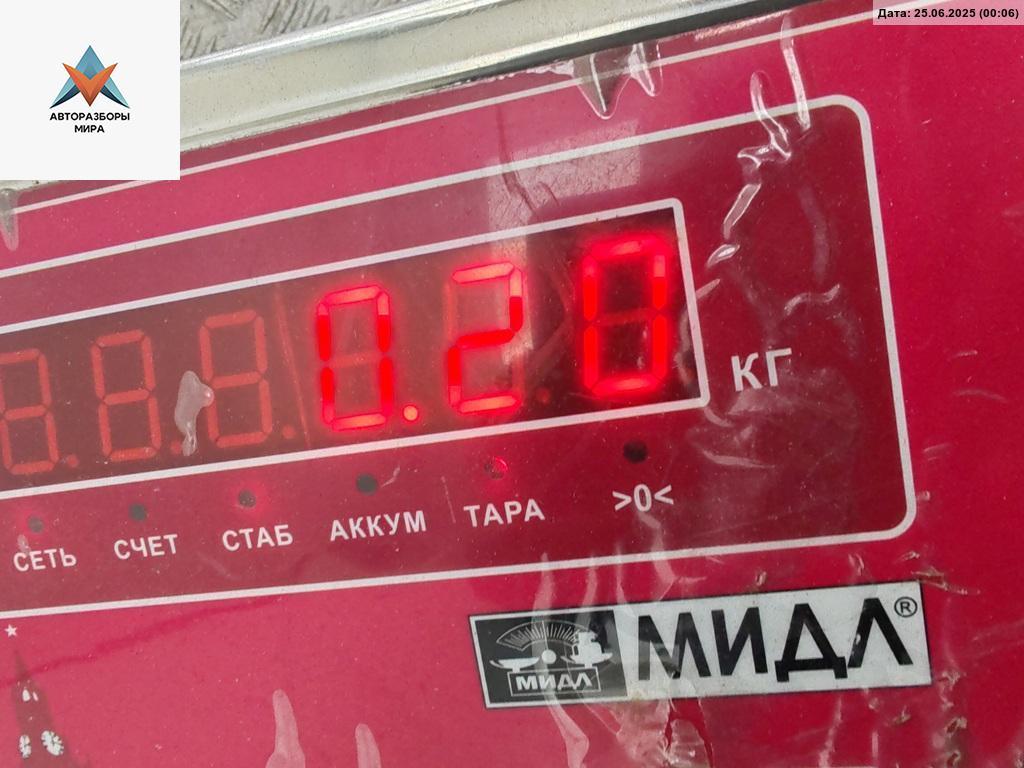 Дата: 25.06.2025 (00:06)
АВТОРАЗБОРЫ
МИРА
0.20
КГ
СЕТЬ СЧЕТ СТАБ АККУМ ТАРА >0<
МИДЛ МИДЛ®